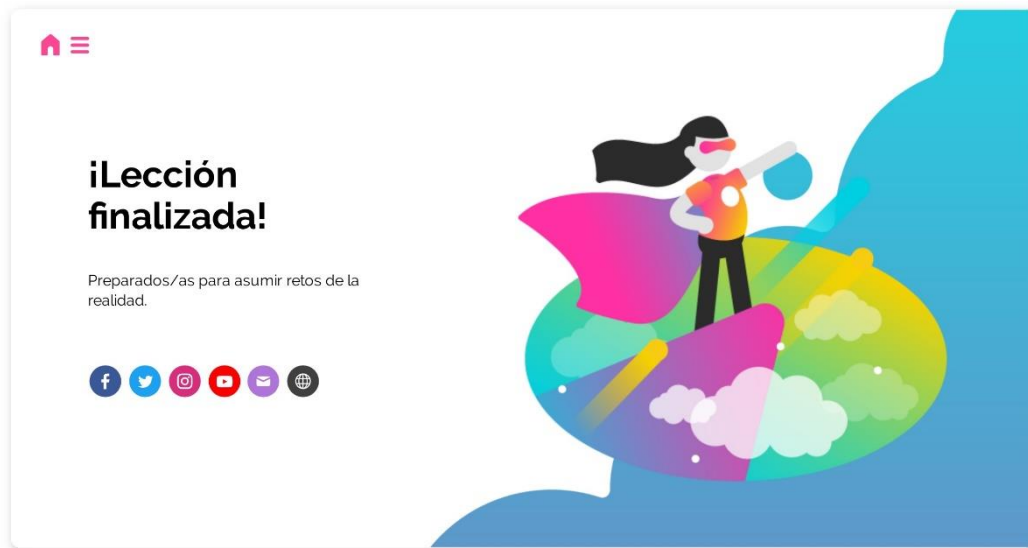 ¡Lección
finalizada!
Preparados/as para asumir retos de la
realidad.